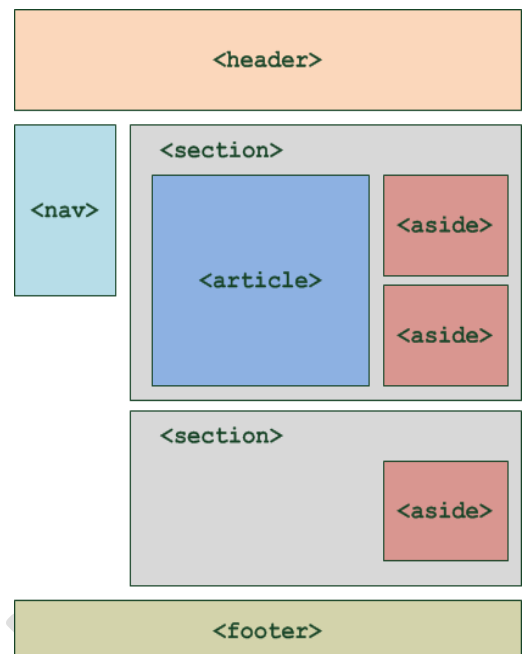 <header>
<nav>
<section>
<article>
<aside>
<aside>
<section>
<aside>
<footer>